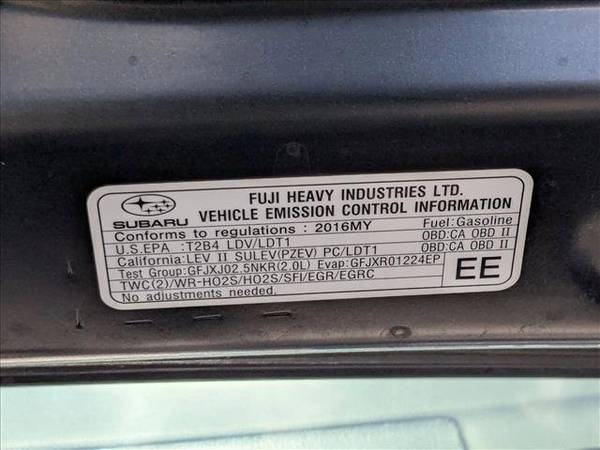 SUBARU
FUJI HEAVY INDUSTRIES LTD.
VEHICLE EMISSION CONTROL INFORMATION
Conforms to regulations : 2016MY Fuel:Gasoline
U.S.EPA :T2B4 LDV/LDT1 OBD:CA OBD II
California:LEV II SULEV(PZEV) PC/LDT1 OBD:CA OBD II
Test Group:GFJXJ02.5NKR(2.0L) Evap:GFJXR01224EP
TWC(2)/WR-HO2S/HO2S/SFI/EGR/EGRC
No adjustments needed.
EE